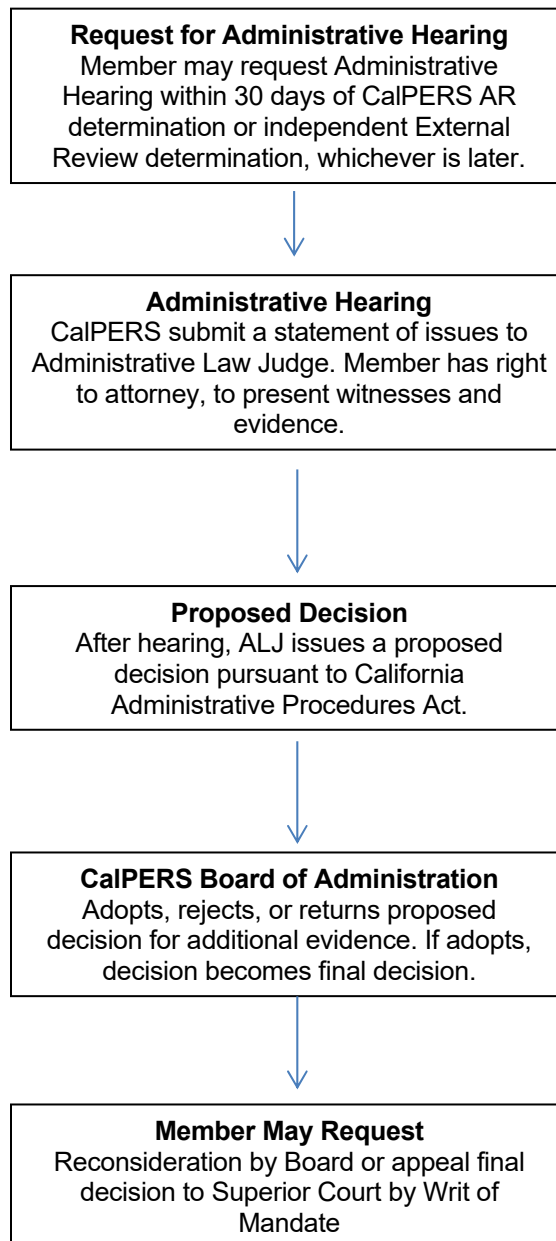 Request for Administrative Hearing
Member may request Administrative
Hearing within 30 days of CalPERS AR
determination or independent External
Review determination, whichever is later.
Administrative Hearing
CalPERS submit a statement of issues to
Administrative Law Judge. Member has right
to attorney, to present witnesses and
evidence.
Proposed Decision
After hearing, ALJ issues a proposed
decision pursuant to California
Administrative Procedures Act.
CalPERS Board of Administration
Adopts, rejects, or returns proposed
decision for additional evidence. If adopts,
decision becomes final decision.
Member May Request
Reconsideration by Board or appeal final
decision to Superior Court by Writ of
Mandate